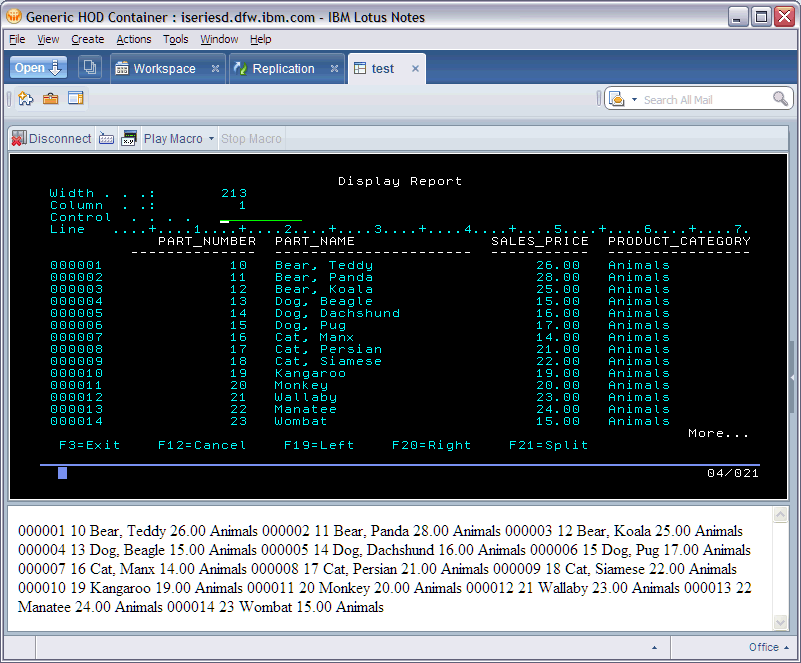 Generic HOD Container : iseriesd.dfw.ibm.com - IBM Lotus Notes
File View Create Actions Tools Window Help
Open Workspace Replication test
Search All Mail
Disconnect Play Macro Stop Macro
Display Report
Width . . .: 213
Column . .: 1
Control . . . .
Line ....+....1....+....2....+....3....+....4....+....5....+....6....+....7.
PART_NUMBER PART_NAME SALES_PRICE PRODUCT_CATEGORY
000001 10 Bear, Teddy 26.00 Animals
000002 11 Bear, Panda 28.00 Animals
000003 12 Bear, Koala 25.00 Animals
000004 13 Dog, Beagle 15.00 Animals
000005 14 Dog, Dachshund 16.00 Animals
000006 15 Dog, Pug 17.00 Animals
000007 16 Cat, Manx 14.00 Animals
000008 17 Cat, Persian 21.00 Animals
000009 18 Cat, Siamese 22.00 Animals
000010 19 Kangaroo 19.00 Animals
000011 20 Monkey 20.00 Animals
000012 21 Wallaby 23.00 Animals
000013 22 Manatee 24.00 Animals
000014 23 Wombat 15.00 Animals
More...
F3=Exit F12=Cancel F19=Left F20=Right F21=Split
04/021
000001 10 Bear, Teddy 26.00 Animals 000002 11 Bear, Panda 28.00 Animals 000003 12 Bear, Koala 25.00 Animals
000004 13 Dog, Beagle 15.00 Animals 000005 14 Dog, Dachshund 16.00 Animals 000006 15 Dog, Pug 17.00 Animals
000007 16 Cat, Manx 14.00 Animals 000008 17 Cat, Persian 21.00 Animals 000009 18 Cat, Siamese 22.00 Animals
000010 19 Kangaroo 19.00 Animals 000011 20 Monkey 20.00 Animals 000012 21 Wallaby 23.00 Animals 000013 22
Manatee 24.00 Animals 000014 23 Wombat 15.00 Animals
Office